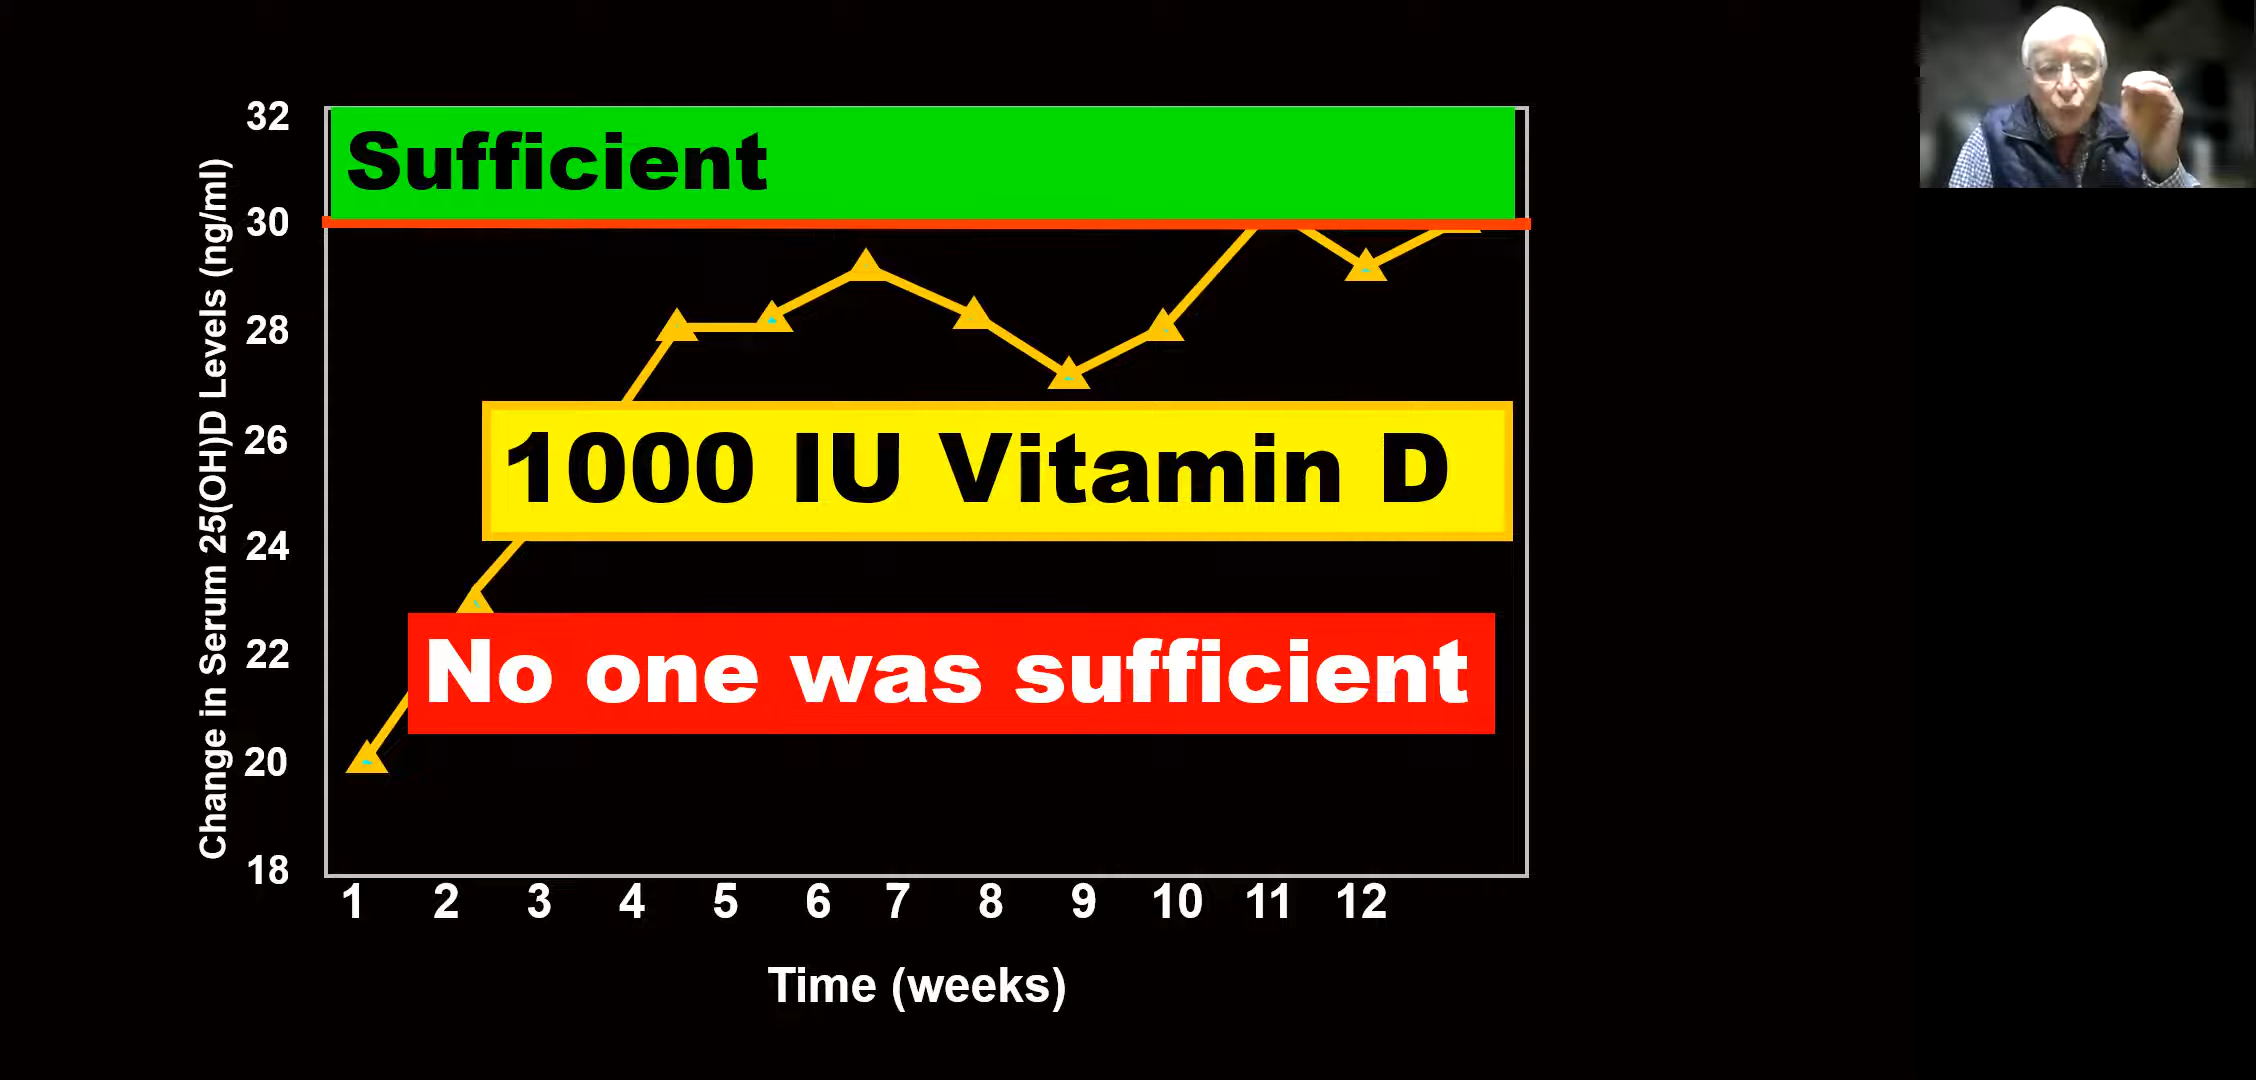 32
Sufficient
30
28
26
1000 IU Vitamin D
24
22
No one was sufficient
20
18
Change in Serum 25(OH)D Levels (ng/ml)
1 2 3 4 5 6 7 8 9 10 11 12
Time (weeks)